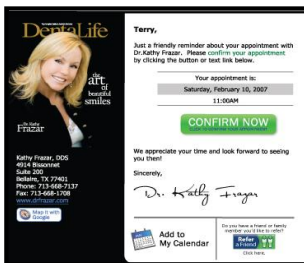 DentaLife
the
art
of
beautiful
smiles
Dr. Kathy
Frazar
Kathy Frazar, DDS
4914 Bissonnet
Suite 200
Bellaire, TX 77401
Phone: 713-668-7137
Fax: 713-668-1708
www.drfrazar.com
Map it with
Google
Terry,
Just a friendly reminder about your appointment with
Dr.Kathy Frazar. Please confirm your appointment
by clicking the button or text link below.
Your appointment is:
Saturday, February 10, 2007
11:00AM
CONFIRM NOW
CLICK TO CONFIRM YOUR APPOINTMENT
We appreciate your time and look forward to seeing
you then!
Sincerely,
Dr. Kathy Frazar
Add to
My Calendar
Do you have a friend or family
member you'd like to refer?
Refer
a Friend
Click here.